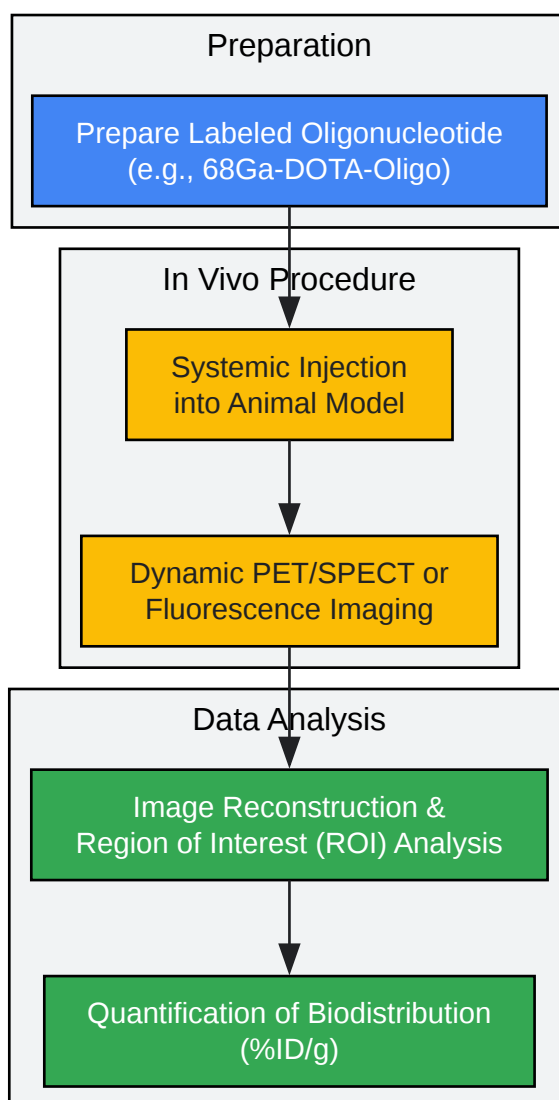 Preparation
Prepare Labeled Oligonucleotide
(e.g., 68Ga-DOTA-Oligo)
In Vivo Procedure
Systemic Injection
into Animal Model
Dynamic PET/SPECT or
Fluorescence Imaging
Data Analysis
Image Reconstruction &
Region of Interest (ROI) Analysis
Quantification of Biodistribution
(%ID/g)